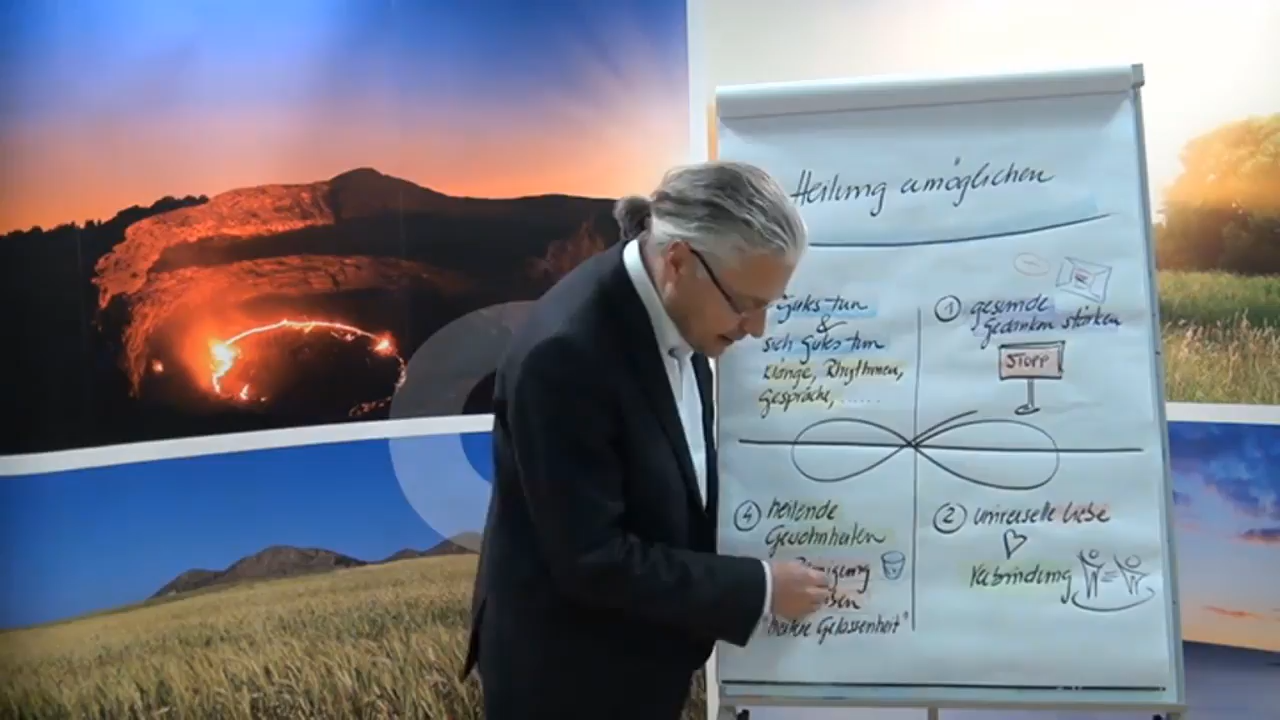 Heilung ermöglichen
Gutes tun
&
sich Gutes tun
Klänge, Rhythmen,
Gespräche, .....
① gesunde
Gedanken stärken
STOPP
④ heilende
Gewohnheiten
② universelle Liebe
Verbindung
"heitere Gelassenheit"